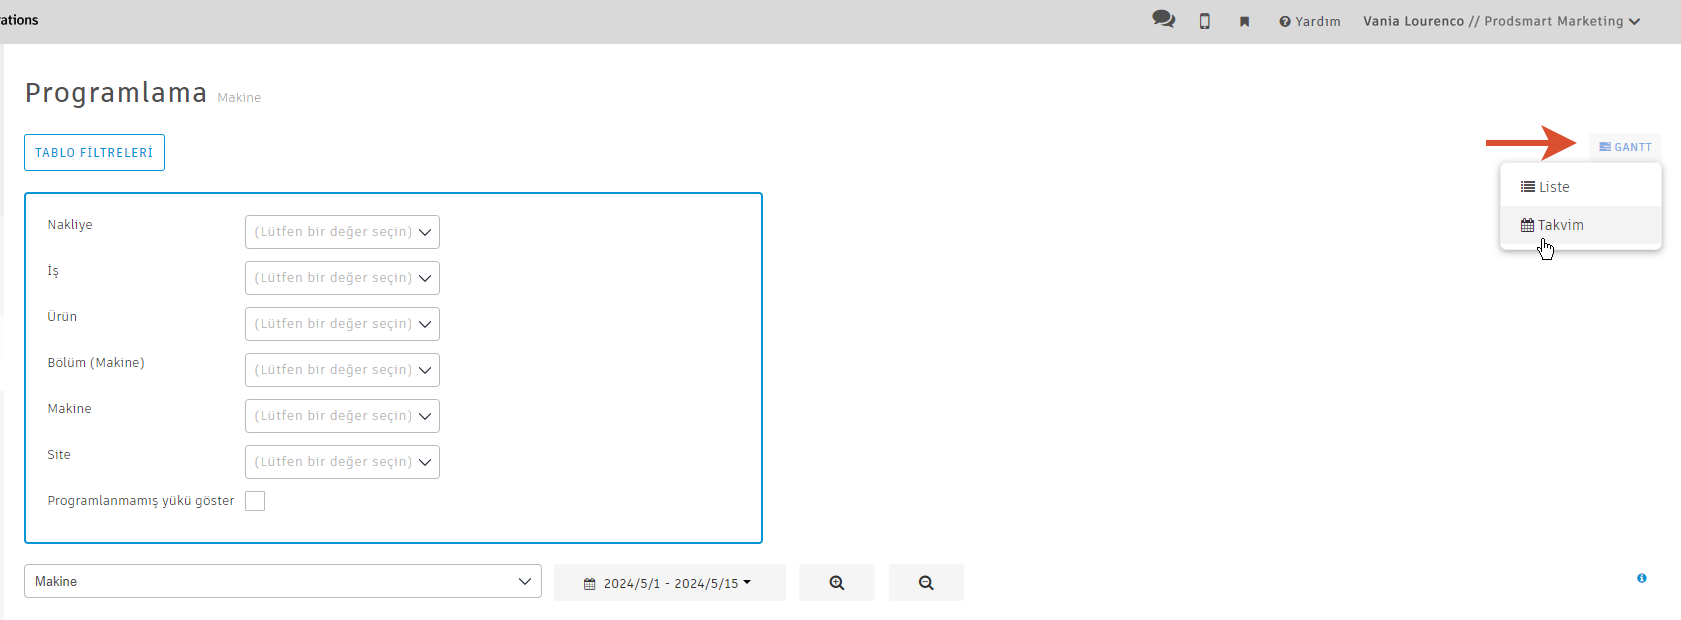 rations
Yardım
Vania Lourenco // Prodsmart Marketing
Programlama Makine
TABLO FİLTRELERİ
GANTT
Liste
Takvim
Nakliye (Lütfen bir değer seçin)
İş (Lütfen bir değer seçin)
Ürün (Lütfen bir değer seçin)
Bölüm (Makine) (Lütfen bir değer seçin)
Makine (Lütfen bir değer seçin)
Site (Lütfen bir değer seçin)
Programlanmamış yükü göster
Makine
2024/5/1 - 2024/5/15